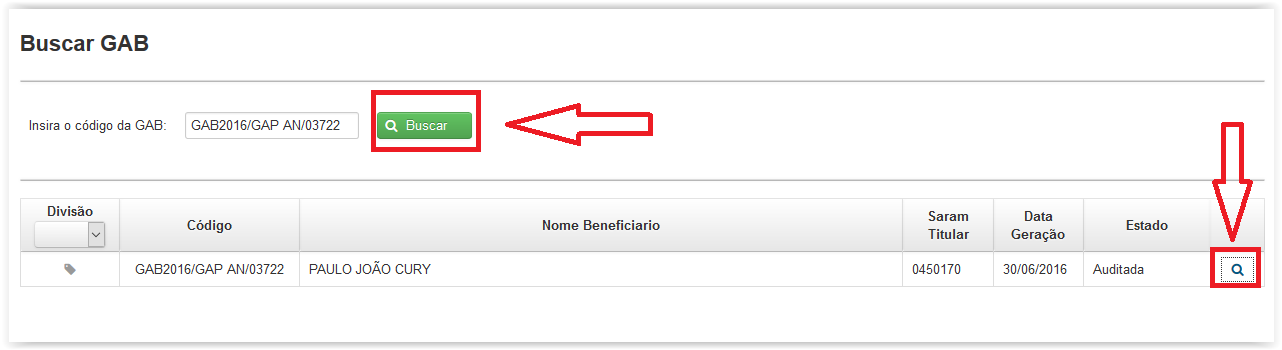 Buscar GAB
Insira o código da GAB: GAB2016/GAP AN/03722 Buscar
Divisão Código Nome Beneficiario Saram Titular Data Geração Estado
GAB2016/GAP AN/03722 PAULO JOÃO CURY 0450170 30/06/2016 Auditada